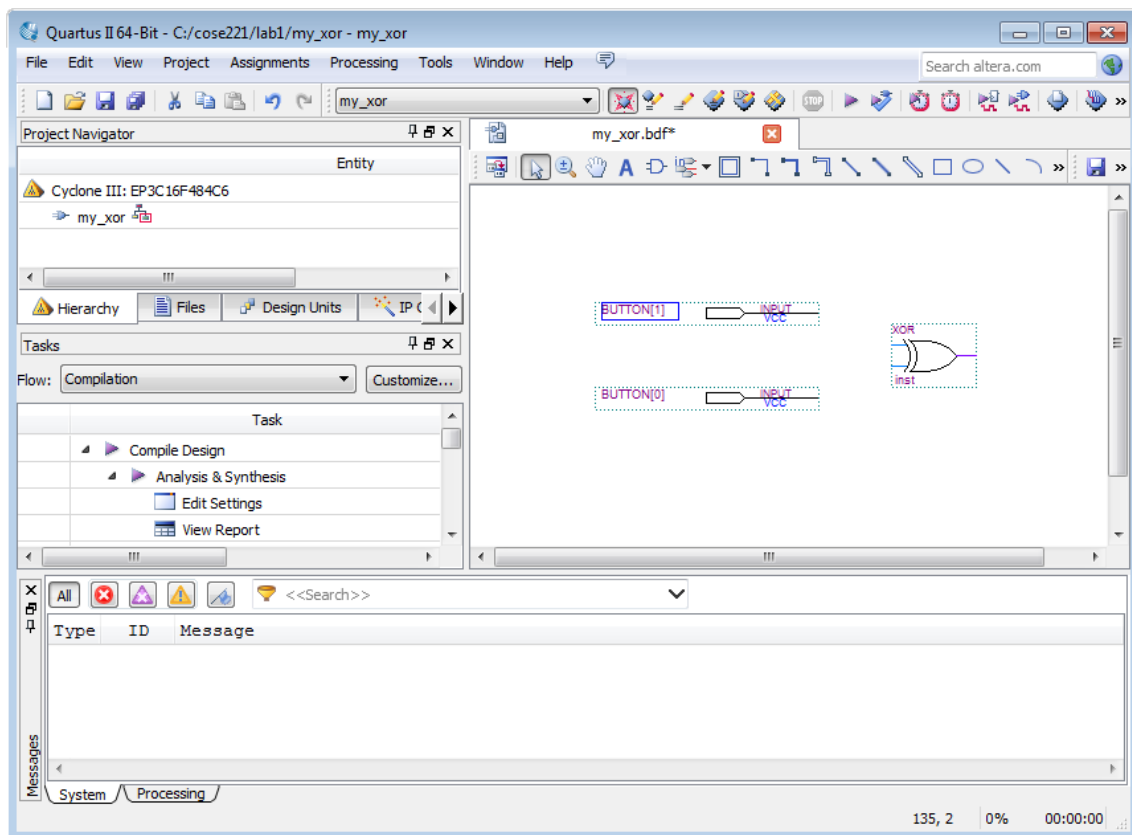 Quartus II 64-Bit - C:/cose221/lab1/my_xor - my_xor
File Edit View Project Assignments Processing Tools Window Help
Search altera.com
my_xor
STOP
Project Navigator
Entity
Cyclone III: EP3C16F484C6
my_xor
Hierarchy Files Design Units IP
Tasks
Flow: Compilation Customize...
Task
Compile Design
Analysis & Synthesis
Edit Settings
View Report
my_xor.bdf*
A
BUTTON[1] INPUT
VCC
XOR
inst
BUTTON[0] INPUT
VCC
All <<Search>>
Type ID Message
Messages
System Processing
135, 2 0% 00:00:00